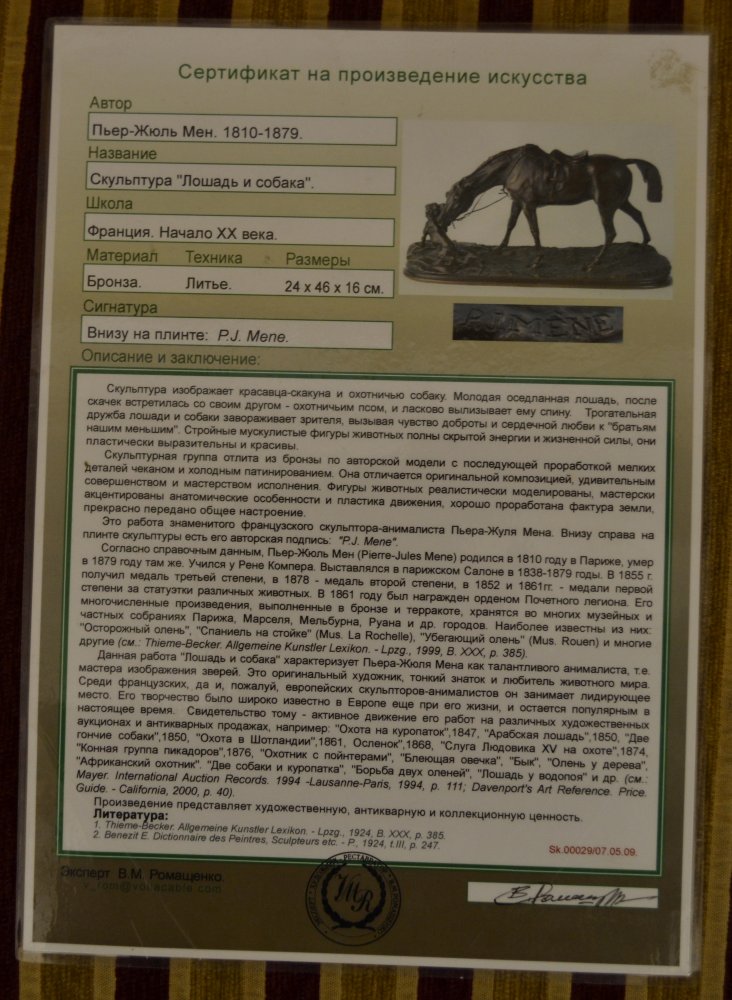 Сертификат на произведение искусства
Автор
Пьер-Жюль Мен. 1810-1879.
Название
Скульптура "Лошадь и собака".
Школа
Франция. Начало XX века.
Материал Техника Размеры
Бронза. Литье. 24 x 46 x 16 см.
Сигнатура
P.J. MENE
Внизу на плинте: P.J. Mene.
Описание и заключение:
Скульптура изображает красавца-скакуна и охотничью собаку. Молодая оседланная лошадь, после
скачек встретилась со своим другом - охотничьим псом, и ласково вылизывает ему спину. Трогательная
дружба лошади и собаки завораживает зрителя, вызывая чувство доброты и сердечной любви к "братьям
нашим меньшим". Стройные мускулистые фигуры животных полны скрытой энергии и жизненной силы, они
пластически выразительны и красивы.
Скульптурная группа отлита из бронзы по авторской модели с последующей проработкой мелких
деталей чеканом и холодным патинированием. Она отличается оригинальной композицией, удивительным
совершенством и мастерством исполнения. Фигуры животных реалистически моделированы, мастерски
акцентированы анатомические особенности и пластика движения, хорошо проработана фактура земли,
прекрасно передано общее настроение.
Это работа знаменитого французского скульптора-анималиста Пьера-Жуля Мена. Внизу справа на
плинте скульптуры есть его авторская подпись: "P.J. Mene".
Согласно справочным данным, Пьер-Жюль Мен (Pierre-Jules Mene) родился в 1810 году в Париже, умер
в 1879 году там же. Учился у Рене Компера. Выставлялся в парижском Салоне в 1838-1879 годы. В 1855 г.
получил медаль третьей степени, в 1878 - медаль второй степени, в 1852 и 1861гг. - медали первой
степени за статуэтки различных животных. В 1861 году был награжден орденом Почетного легиона. Его
многочисленные произведения, выполненные в бронзе и терракоте, хранятся во многих музейных и
частных собраниях Парижа, Марселя, Мельбурна, Руана и др. городов. Наиболее известны из них:
"Осторожный олень", "Спаниель на стойке" (Mus. La Rochelle), "Убегающий олень" (Mus. Rouen) и многие
другие (см.: Thieme-Becker. Allgemeine Kunstler Lexikon. - Lpzg., 1999, B. XXX, p. 385).
Данная работа "Лошадь и собака" характеризует Пьера-Жюля Мена как талантливого анималиста, т.е.
мастера изображения зверей. Это оригинальный художник, тонкий знаток и любитель животного мира.
Среди французских, да и, пожалуй, европейских скульпторов-анималистов он занимает лидирующее
место. Его творчество было широко известно в Европе еще при его жизни, и остается популярным в
настоящее время. Свидетельство тому - активное движение его работ на различных художественных
аукционах и антикварных продажах, например: "Охота на куропаток",1847, "Арабская лошадь",1850, "Две
гончие собаки",1850, "Охота в Шотландии",1861, Осленок",1868, "Слуга Людовика XV на охоте",1874,
"Конная группа пикадоров",1876, "Охотник с пойнтерами", "Блеющая овечка", "Бык", "Олень у дерева",
"Африканский охотник". "Две собаки и куропатка", "Борьба двух оленей", "Лошадь у водопоя" и др. (см.:
Mayer. International Auction Records. 1994 -Lausanne-Paris, 1994, p. 111; Davenport's Art Reference. Price.
Guide. - California, 2000, p. 40).
Произведение представляет художественную, антикварную и коллекционную ценность.
Литература:
1. Thieme-Becker. Allgemeine Kunstler Lexikon. - Lpzg., 1924, B. XXX, p. 385.
2. Benezit E. Dictionnaire des Peintres, Sculpteurs etc. - P., 1924, t.III, p. 247.
Sk.00029/07.05.09.
Эксперт В.М. Ромащенко.